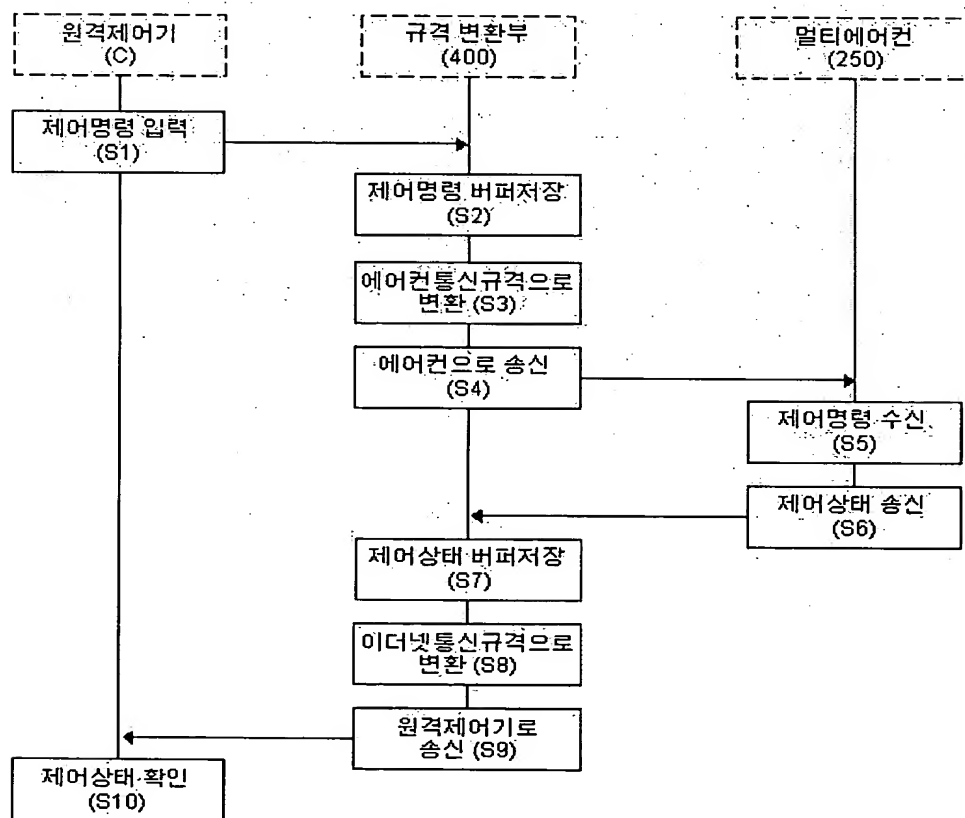 원격제어기
(C)
규격 변환부
(400)
멀티에어컨
(250)
제어명령 입력
(S1)
제어명령 버퍼저장
(S2)
에어컨통신규격으로
변환 (S3)
에어컨으로 송신
(S4)
제어명령 수신
(S5)
제어상태 송신
(S6)
제어상태 버퍼저장
(S7)
이더넷통신규격으로
변환 (S8)
원격제어기로
송신 (S9)
제어상태 확인
(S10)